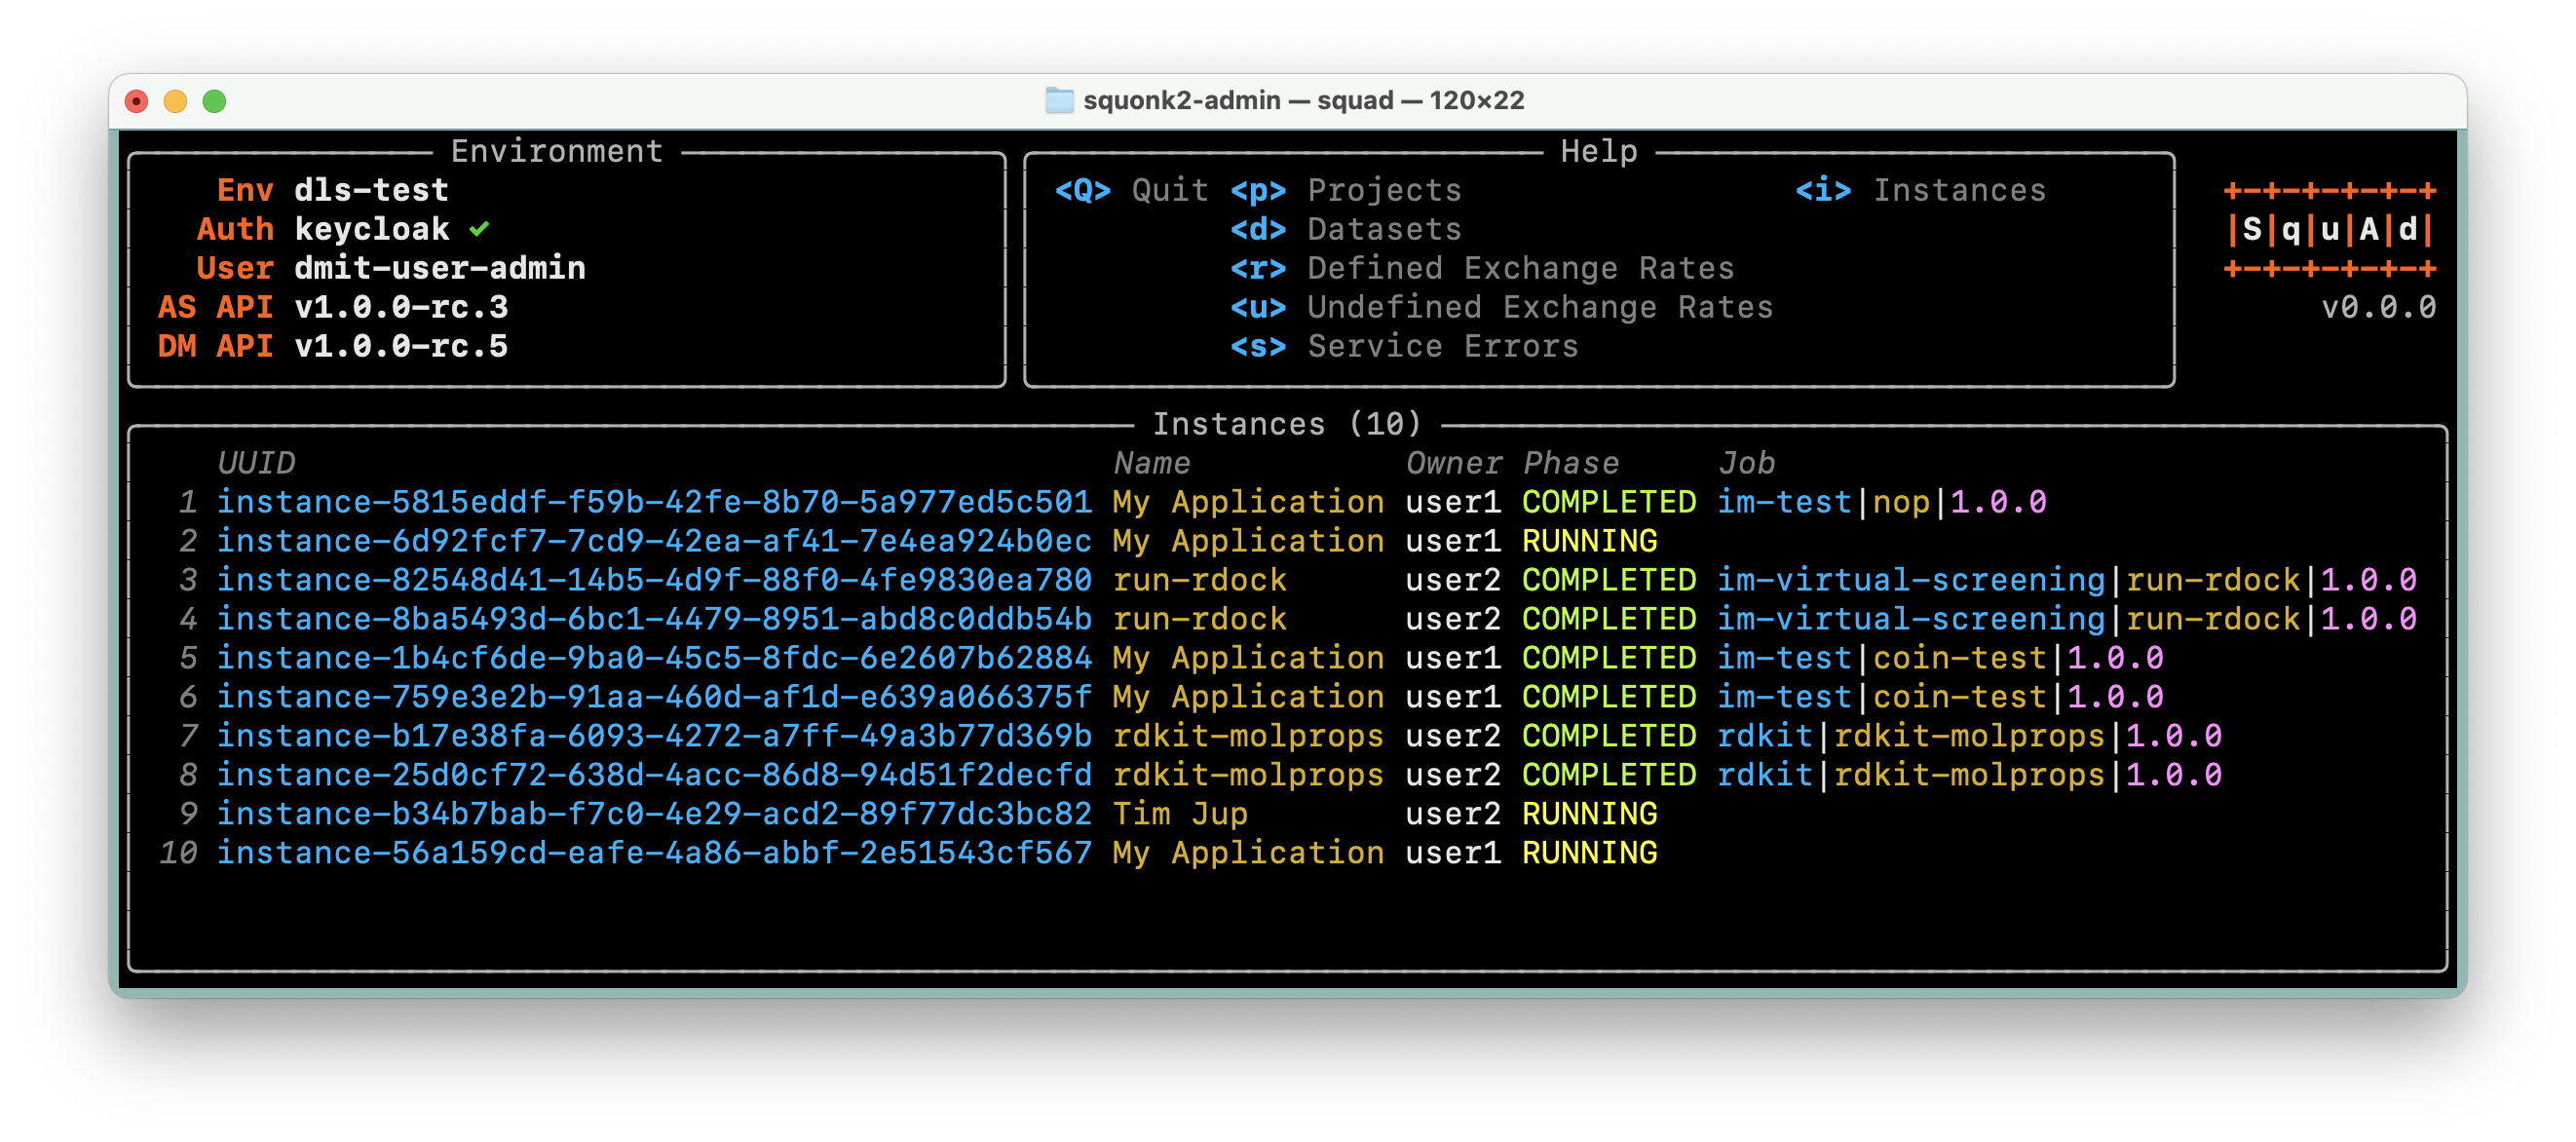 squonk2-admin — squad — 120×22
Environment
Env dls-test
Auth keycloak ✓
User dmit-user-admin
AS API v1.0.0-rc.3
DM API v1.0.0-rc.5
Help
<Q> Quit <p> Projects <i> Instances
<d> Datasets
<r> Defined Exchange Rates
<u> Undefined Exchange Rates
<s> Service Errors
+-+-+-+-+-+
|S|q|u|A|d|
+-+-+-+-+-+
v0.0.0
Instances (10)
UUID Name Owner Phase Job
1 instance-5815eddf-f59b-42fe-8b70-5a977ed5c501 My Application user1 COMPLETED im-test|nop|1.0.0
2 instance-6d92fcf7-7cd9-42ea-af41-7e4ea924b0ec My Application user1 RUNNING
3 instance-82548d41-14b5-4d9f-88f0-4fe9830ea780 run-rdock user2 COMPLETED im-virtual-screening|run-rdock|1.0.0
4 instance-8ba5493d-6bc1-4479-8951-abd8c0ddb54b run-rdock user2 COMPLETED im-virtual-screening|run-rdock|1.0.0
5 instance-1b4cf6de-9ba0-45c5-8fdc-6e2607b62884 My Application user1 COMPLETED im-test|coin-test|1.0.0
6 instance-759e3e2b-91aa-460d-af1d-e639a066375f My Application user1 COMPLETED im-test|coin-test|1.0.0
7 instance-b17e38fa-6093-4272-a7ff-49a3b77d369b rdkit-molprops user2 COMPLETED rdkit|rdkit-molprops|1.0.0
8 instance-25d0cf72-638d-4acc-86d8-94d51f2decfd rdkit-molprops user2 COMPLETED rdkit|rdkit-molprops|1.0.0
9 instance-b34b7bab-f7c0-4e29-acd2-89f77dc3bc82 Tim Jup user2 RUNNING
10 instance-56a159cd-eafe-4a86-abbf-2e51543cf567 My Application user1 RUNNING